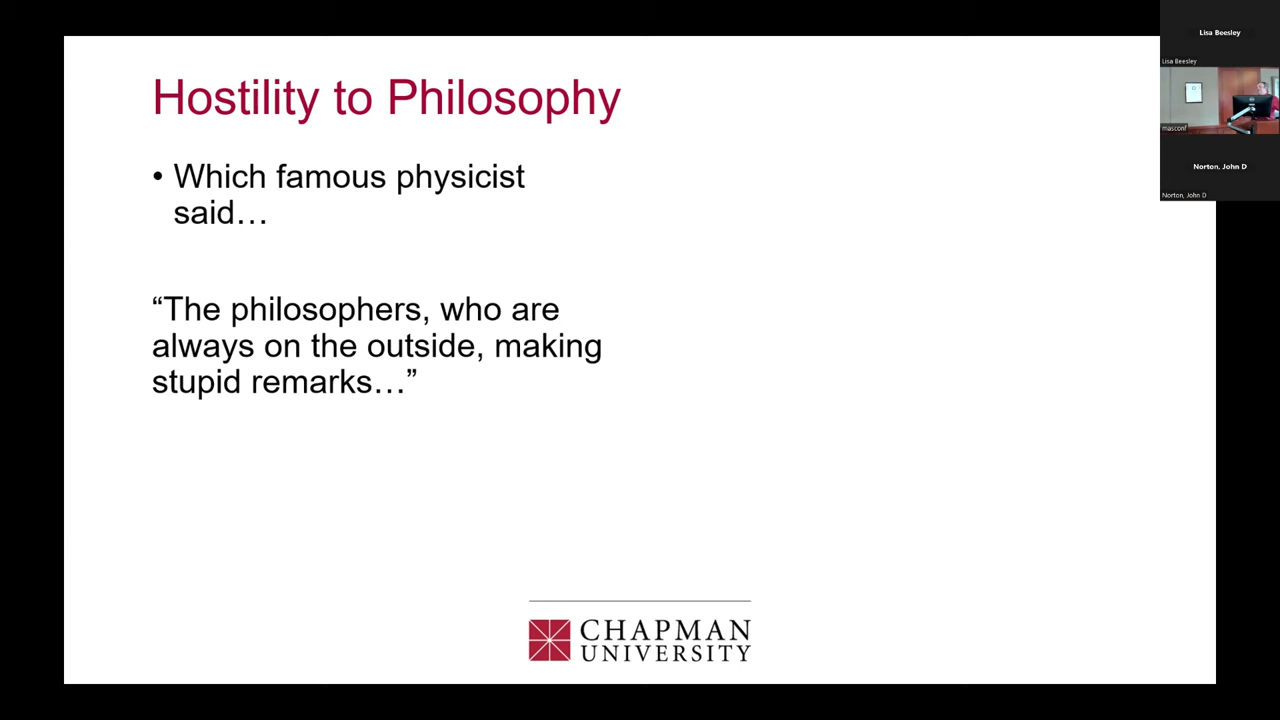 Hostility to Philosophy
• Which famous physicist
said…
“The philosophers, who are
always on the outside, making
stupid remarks…”
CHAPMAN
UNIVERSITY
Lisa Beesley
Lisa Beesley
masconf
Norton, John D
Norton, John D